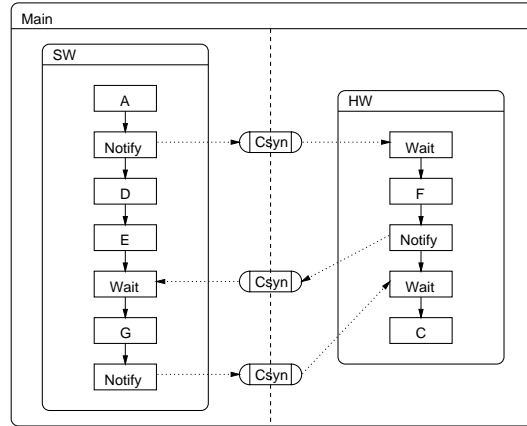 Main
SW
HW
A
Notify
Csyn
Wait
D
F
E
Notify
Wait
Csyn
Wait
G
C
Notify
Csyn